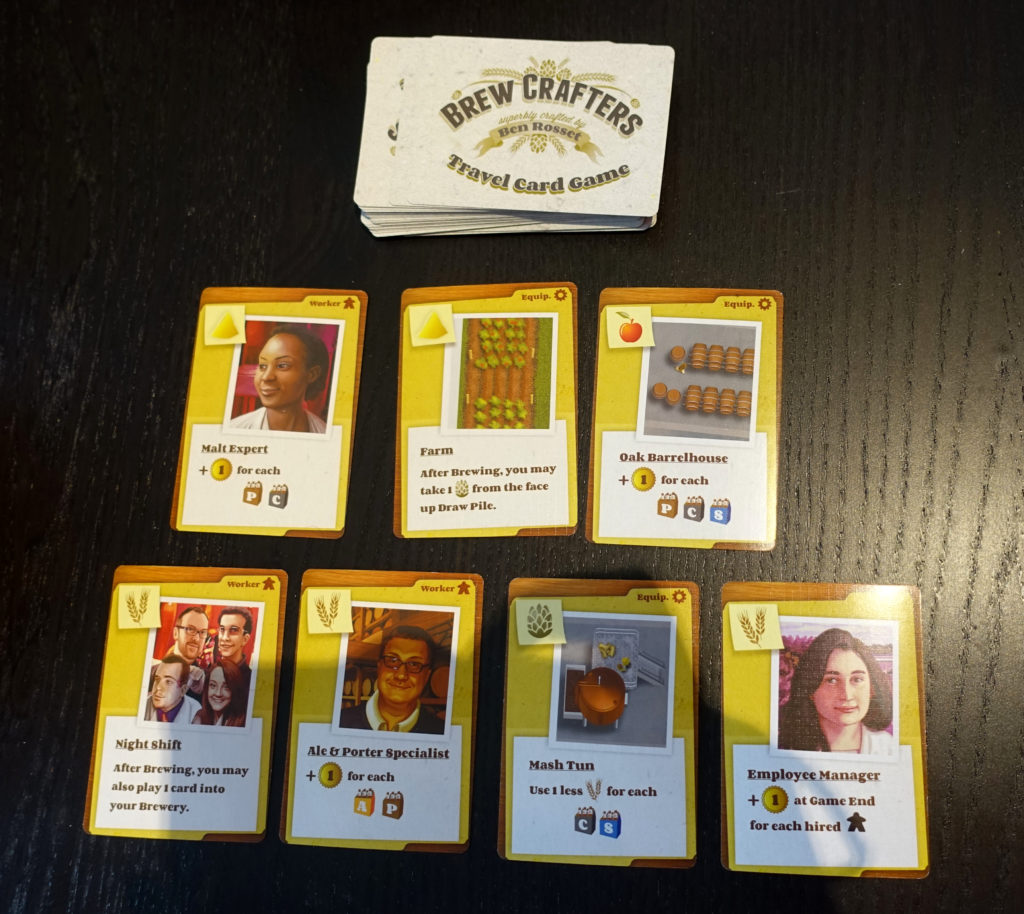 BREW CRAFTERS
superbly crafted by
Ben Rosset
Travel Card Game
Worker
Malt Expert
+ 1 for each
P C
Equip.
Farm
After Brewing, you may
take 1 from the face
up Draw Pile.
Equip.
Oak Barrelhouse
+ 1 for each
P C S
Worker
Night Shift
After Brewing, you may
also play 1 card into
your Brewery.
Worker
Ale & Porter Specialist
+ 1 for each
A P
Equip.
Mash Tun
Use 1 less for each
C S
Employee Manager
+ 1 at Game End
for each hired